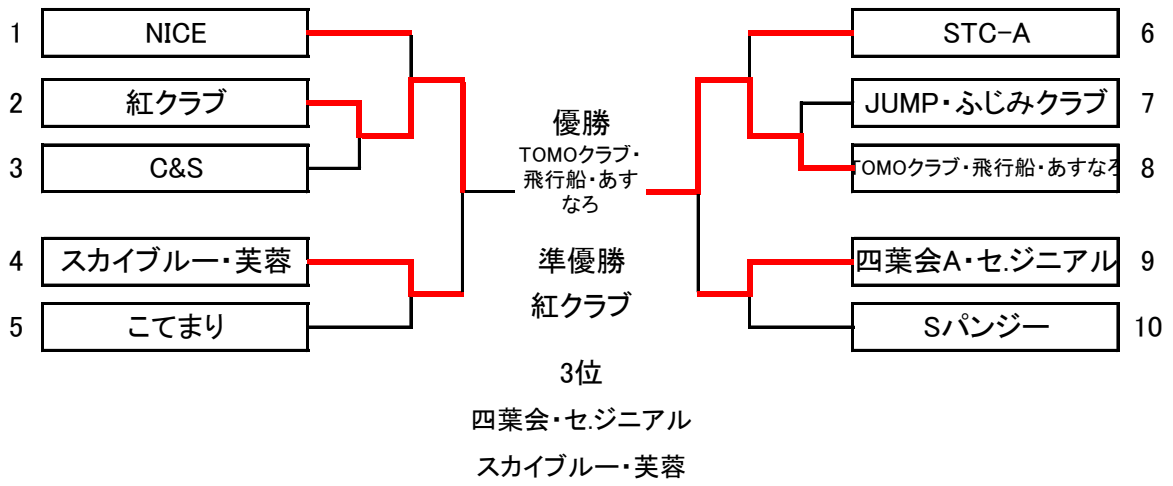 1 NICE
2 紅クラブ
3 C&S
4 スカイブルー・芙蓉
5 こてまり
優勝
TOMOクラブ・
飛行船・あす
なろ
準優勝
紅クラブ
3位
四葉会・セ.ジニアル
スカイブルー・芙蓉
STC-A 6
JUMP・ふじみクラブ 7
TOMOクラブ・飛行船・あすなろ 8
四葉会A・セ.ジニアル 9
Sパンジー 10